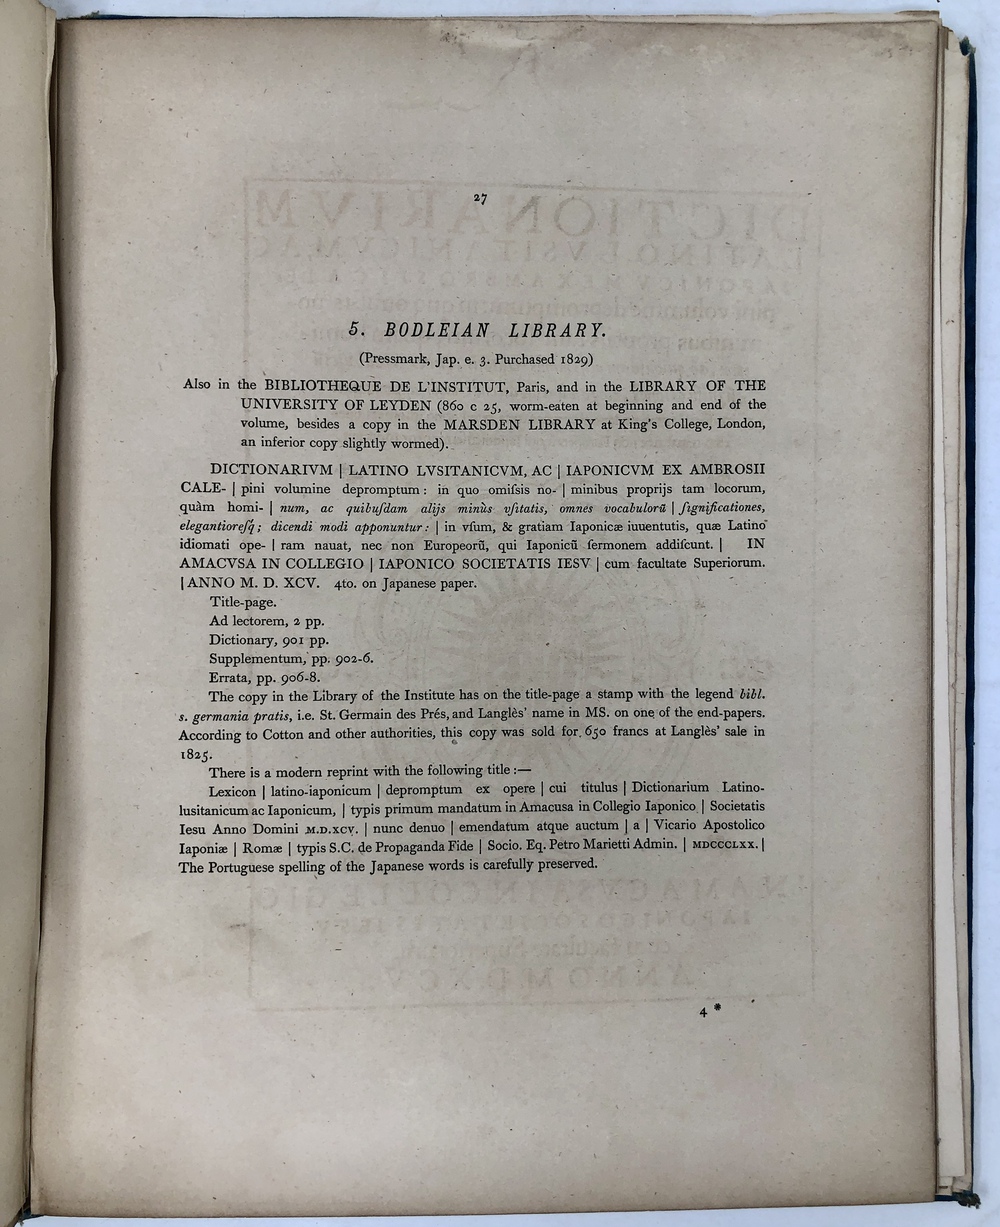 27
5. BODLEIAN LIBRARY.
(Pressmark, Jap. e. 3. Purchased 1829)
Also in the BIBLIOTHEQUE DE L'INSTITUT, Paris, and in the LIBRARY OF THE
UNIVERSITY OF LEYDEN (860 c 25, worm-eaten at beginning and end of the
volume, besides a copy in the MARSDEN LIBRARY at King's College, London,
an inferior copy slightly wormed).
DICTIONARIVM | LATINO LVSITANICVM, AC | IAPONICVM EX AMBROSII
CALE- | pini volumine depromptum : in quo omiſsis no- | minibus proprijs tam locorum,
quàm homi- | num, ac quibuſdam alijs minùs vſitatis, omnes vocabulorũ | ſignificationes,
elegantioreſq́; dicendi modi apponuntur : | in vſum, & gratiam Iaponicæ iuuentutis, quæ Latino
idiomati ope- | ram nauat, nec non Europeorũ, qui Iaponicũ ſermonem addiſcunt. | IN
AMACVSA IN COLLEGIO | IAPONICO SOCIETATIS IESV | cum facultate Superiorum.
| ANNO M. D. XCV. 4to. on Japanese paper.
Title-page.
Ad lectorem, 2 pp.
Dictionary, 901 pp.
Supplementum, pp. 902-6.
Errata, pp. 906-8.
The copy in the Library of the Institute has on the title-page a stamp with the legend bibl.
s. germania pratis, i.e. St. Germain des Prés, and Langlès' name in MS. on one of the end-papers.
According to Cotton and other authorities, this copy was sold for 650 francs at Langlès' sale in
1825.
There is a modern reprint with the following title :—
Lexicon | latino-iaponicum | depromptum ex opere | cui titulus | Dictionarium Latino-
lusitanicum ac Iaponicum, | typis primum mandatum in Amacusa in Collegio Iaponico | Societatis
Iesu Anno Domini M.D.XCV. | nunc denuo | emendatum atque auctum | a | Vicario Apostolico
Iaponiæ | Romæ | typis S.C. de Propaganda Fide | Socio. Eq. Petro Marietti Admin. | MDCCCLXX. |
The Portuguese spelling of the Japanese words is carefully preserved.
4 *